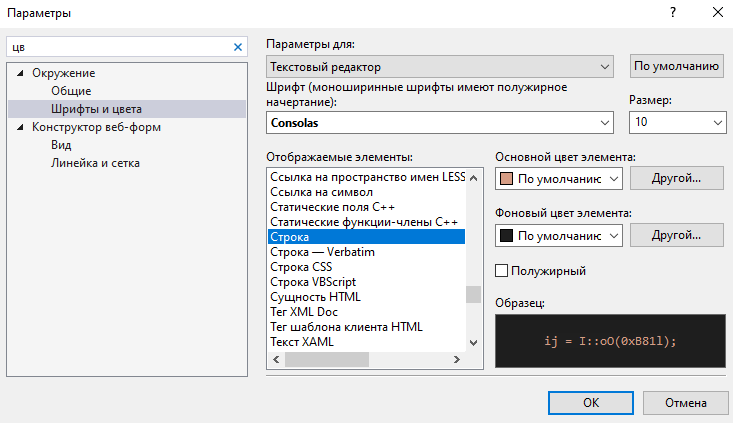 Параметры
?
цв
Окружение
Общие
Шрифты и цвета
Конструктор веб-форм
Вид
Линейка и сетка
Параметры для:
Текстовый редактор
По умолчанию
Шрифт (моноширинные шрифты имеют полужирное
начертание):
Размер:
Consolas
10
Отображаемые элементы:
Ссылка на пространство имен LESS
Ссылка на символ
Статические поля C++
Статические функции-члены C++
Строка
Строка — Verbatim
Строка CSS
Строка VBScript
Сущность HTML
Тег XML Doc
Тег шаблона клиента HTML
Текст XAML
Основной цвет элемента:
По умолчанию
Другой...
Фоновый цвет элемента:
По умолчанию
Другой...
Полужирный
Образец:
ij = I::oO(0xB81l);
ОК
Отмена